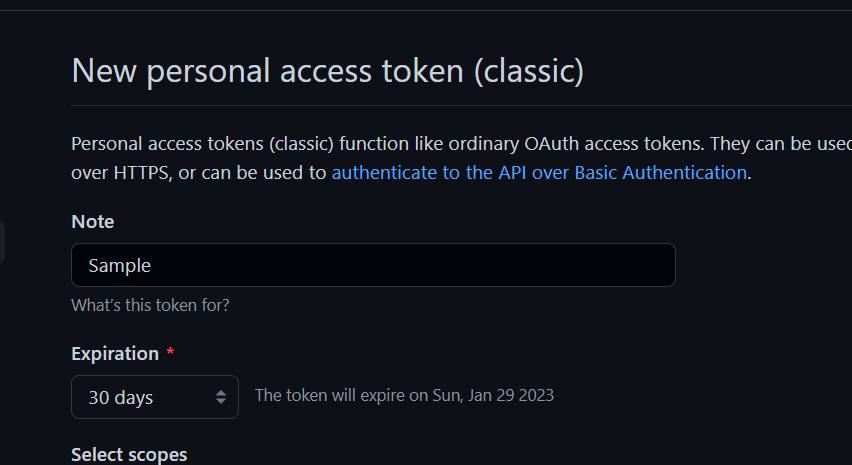 New personal access token (classic)
Personal access tokens (classic) function like ordinary OAuth access tokens. They can be used
over HTTPS, or can be used to authenticate to the API over Basic Authentication.
Note
Sample
What's this token for?
Expiration *
30 days The token will expire on Sun, Jan 29 2023
Select scopes